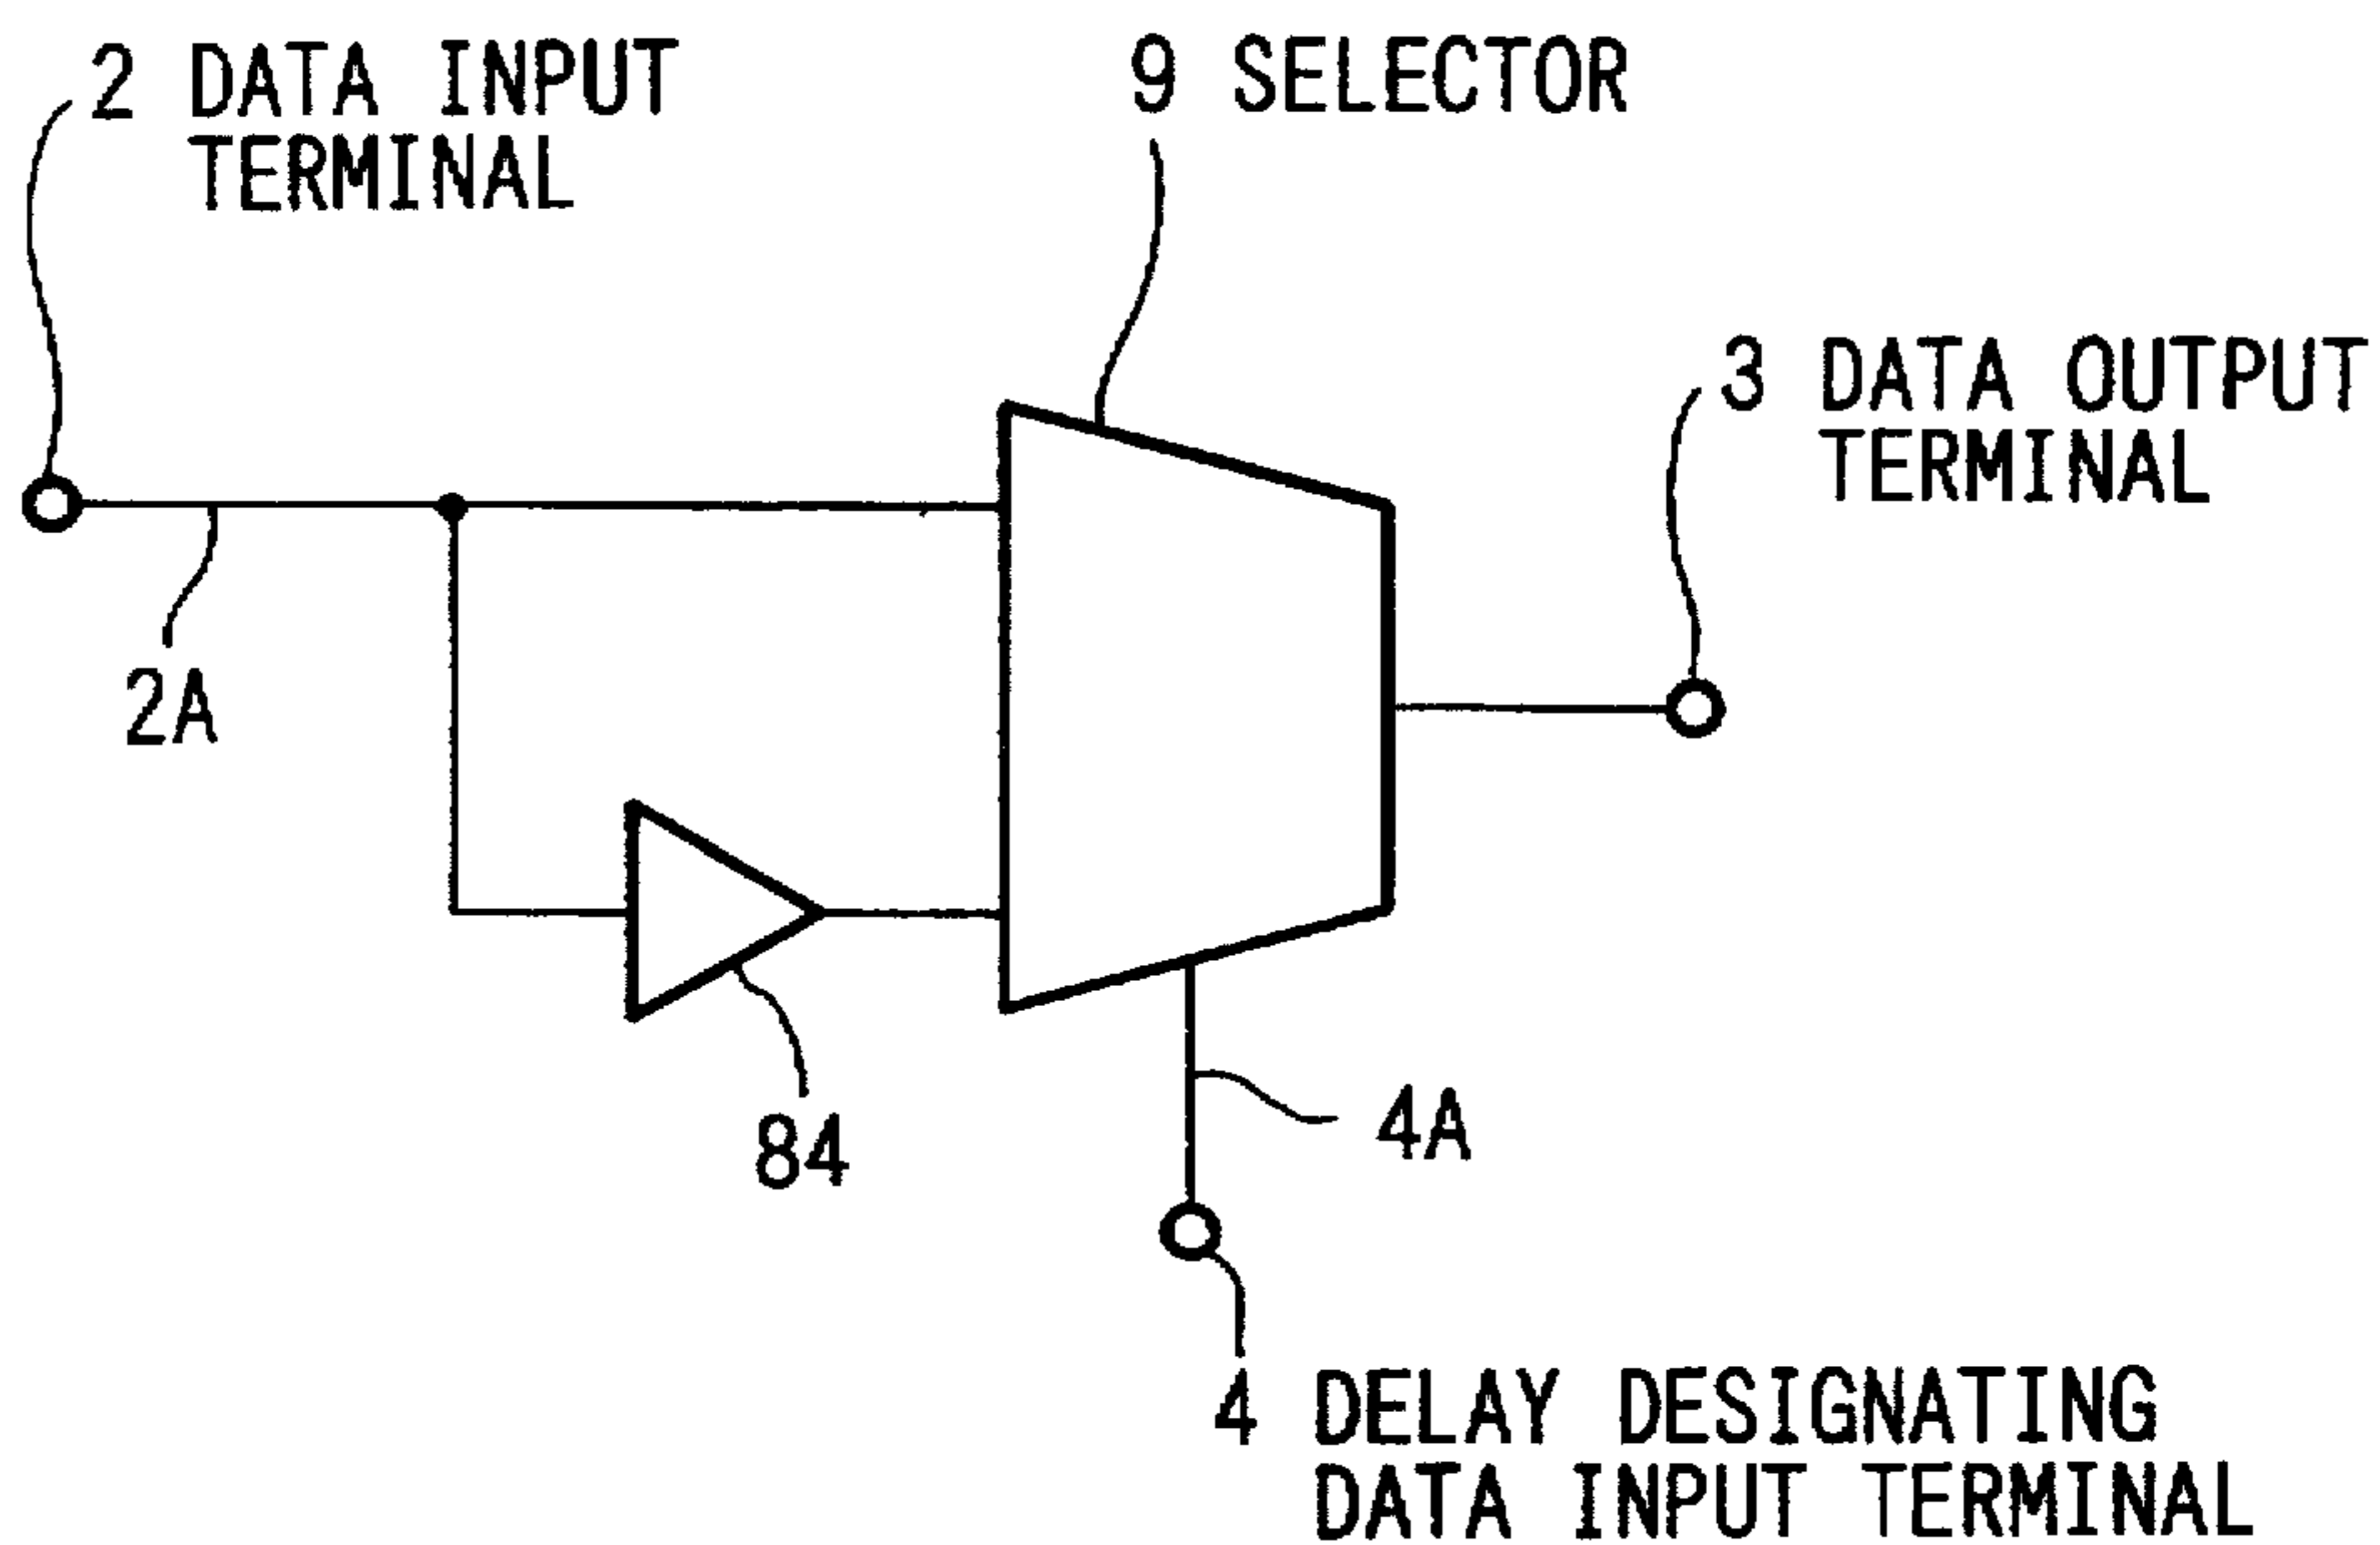 2 DATA INPUT
TERMINAL
9 SELECTOR
3 DATA OUTPUT
TERMINAL
2A
84
4A
4 DELAY DESIGNATING
DATA INPUT TERMINAL